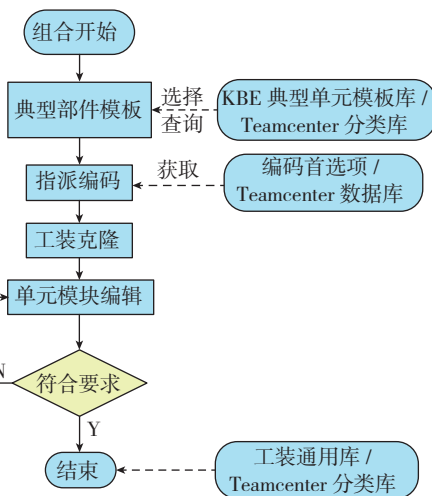 组合开始
典型部件模板
选择
查询
KBE 典型单元模板库 /
Teamcenter 分类库
指派编码
获取
编码首选项 /
Teamcenter 数据库
工装克隆
单元模块编辑
符合要求
N
Y
结束
工装通用库 /
Teamcenter 分类库